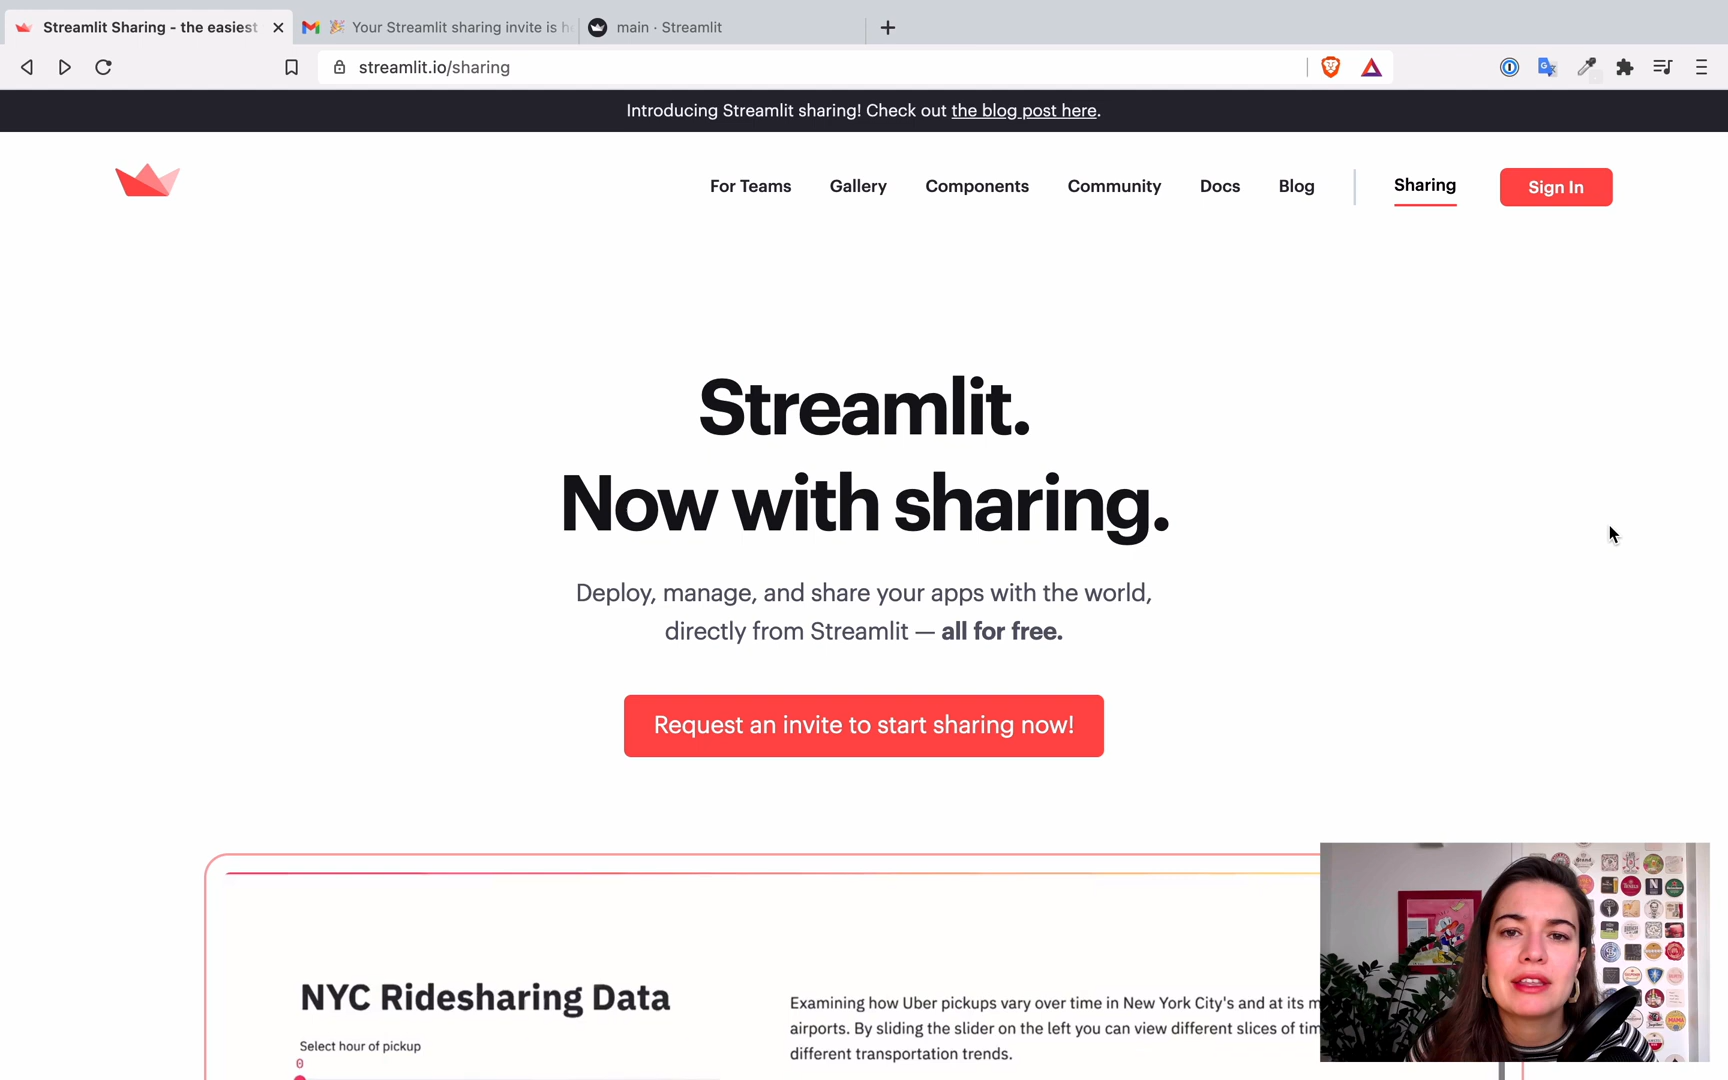 Streamlit Sharing - the easiest
Your Streamlit sharing invite is h
main · Streamlit
streamlit.io/sharing
Introducing Streamlit sharing! Check out the blog post here.
For Teams
Gallery
Components
Community
Docs
Blog
Sharing
Sign In
Streamlit.
Now with sharing.
Deploy, manage, and share your apps with the world,
directly from Streamlit — all for free.
Request an invite to start sharing now!
NYC Ridesharing Data
Select hour of pickup
0
Examining how Uber pickups vary over time in New York City's and at its m
airports. By sliding the slider on the left you can view different slices of tim
different transportation trends.